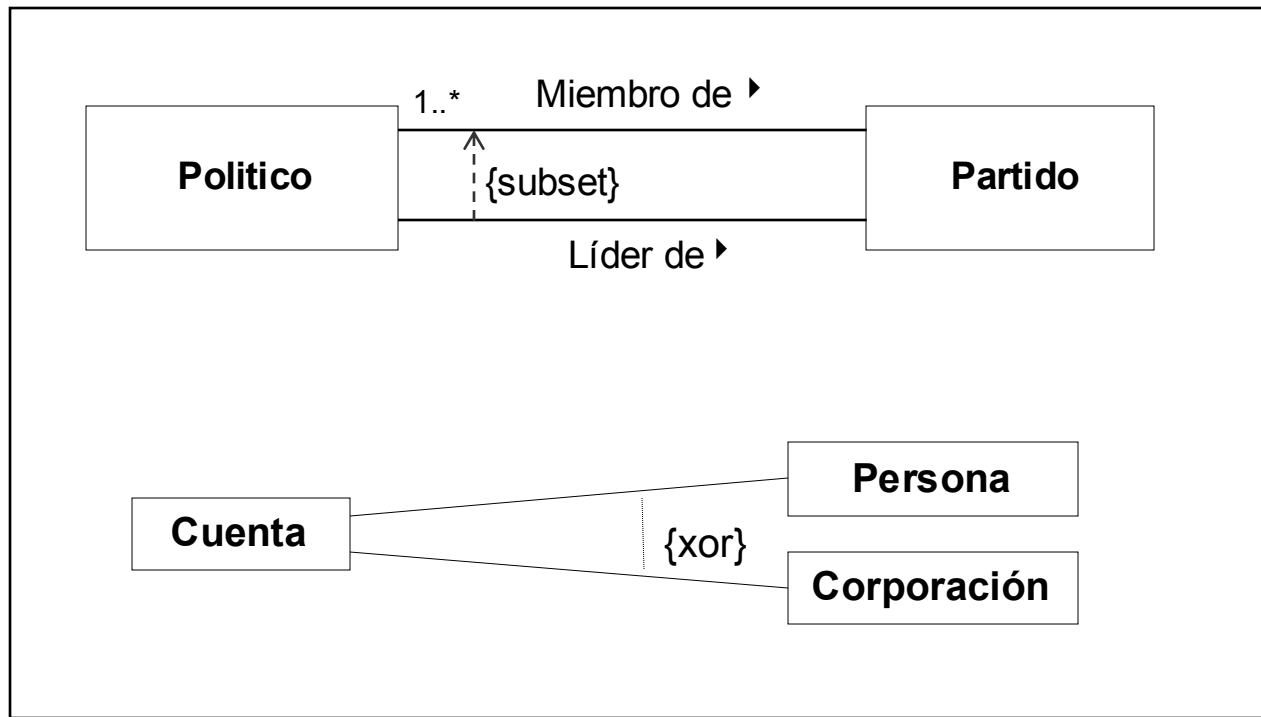 1..*
Miembro de
Politico
{subset}
Partido
Líder de
Persona
Cuenta
{xor}
Corporación